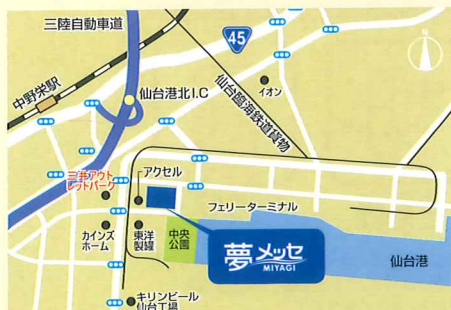 三陸自動車道
45
N
中野栄駅
仙台港北I.C
イオン
仙台臨海鉄道貨物
三井アウト
レットパーク
アクセル
フェリーターミナル
カインズ
ホーム
東洋
製罐
中央
公園
夢メッセ
MIYAGI
仙台港
キリンビール
仙台工場